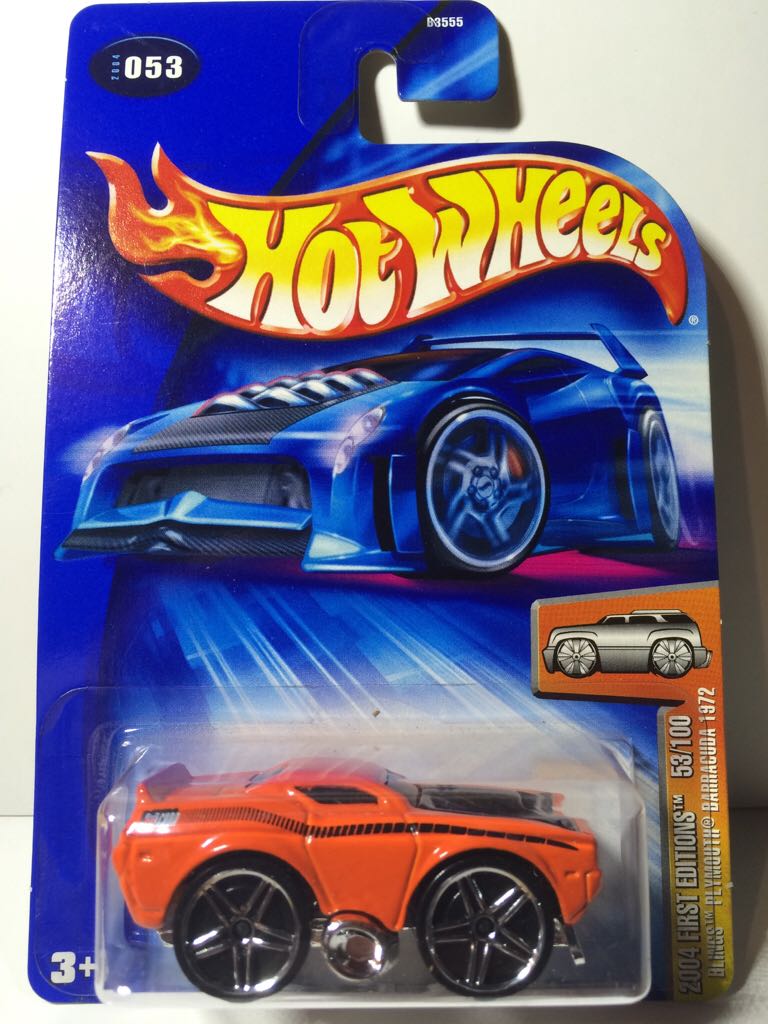 B3555
2004 053
HOT WHEELS®
2004 FIRST EDITIONS™ 53/100
BLINGS™ PLYMOUTH® BARRACUDA 1972
3+